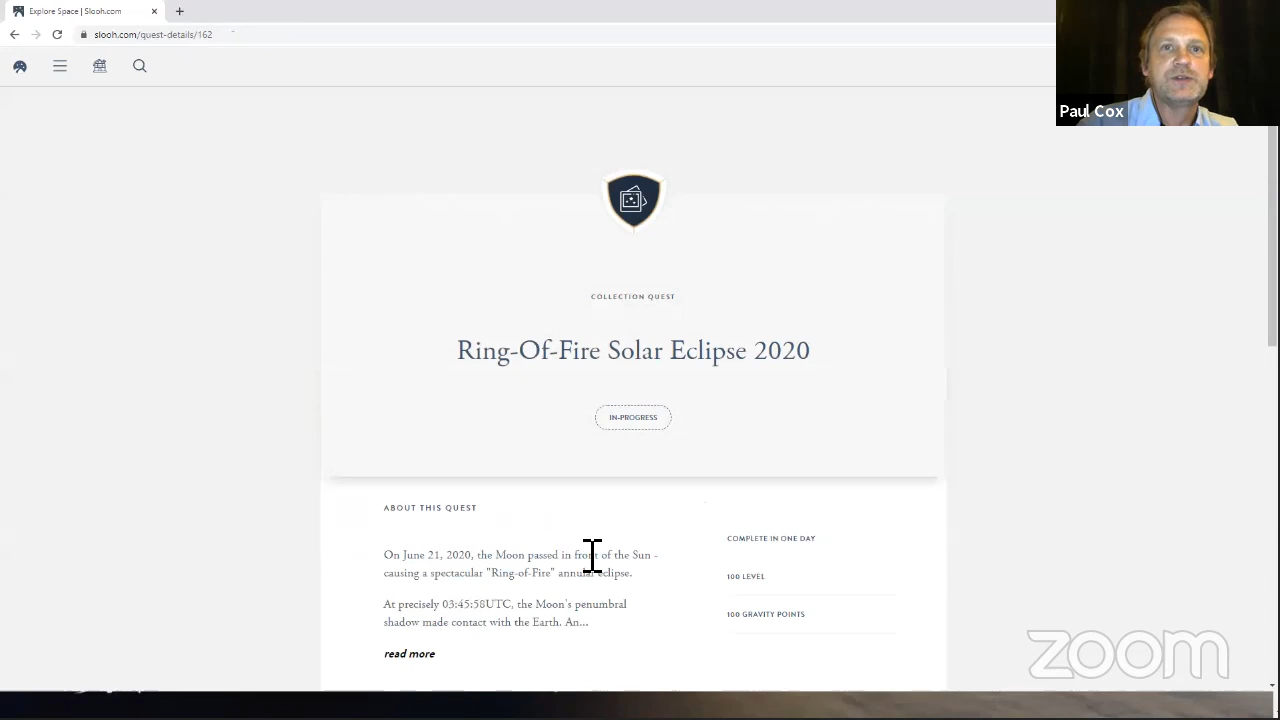 Explore Space | Slooh.com
slooh.com/quest-details/162
Paul Cox
COLLECTION QUEST
Ring-Of-Fire Solar Eclipse 2020
IN-PROGRESS
ABOUT THIS QUEST
On June 21, 2020, the Moon passed in front of the Sun -
causing a spectacular "Ring-of-Fire" annular eclipse.
At precisely 03:45:58UTC, the Moon's penumbral
shadow made contact with the Earth. An...
read more
COMPLETE IN ONE DAY
100 LEVEL
100 GRAVITY POINTS
zoom